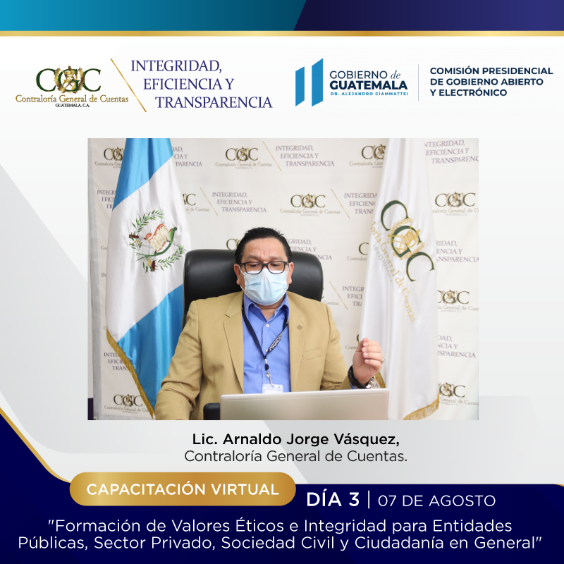 CGC
Contraloría General de Cuentas
GUATEMALA, C.A.
INTEGRIDAD,
EFICIENCIA Y
TRANSPARENCIA
GOBIERNO de
GUATEMALA
DR. ALEJANDRO GIAMMATTEI
COMISIÓN PRESIDENCIAL
DE GOBIERNO ABIERTO
Y ELECTRÓNICO
Lic. Arnaldo Jorge Vásquez,
Contraloría General de Cuentas.
CAPACITACIÓN VIRTUAL
DÍA 3 | 07 DE AGOSTO
"Formación de Valores Éticos e Integridad para Entidades
Públicas, Sector Privado, Sociedad Civil y Ciudadanía en General"